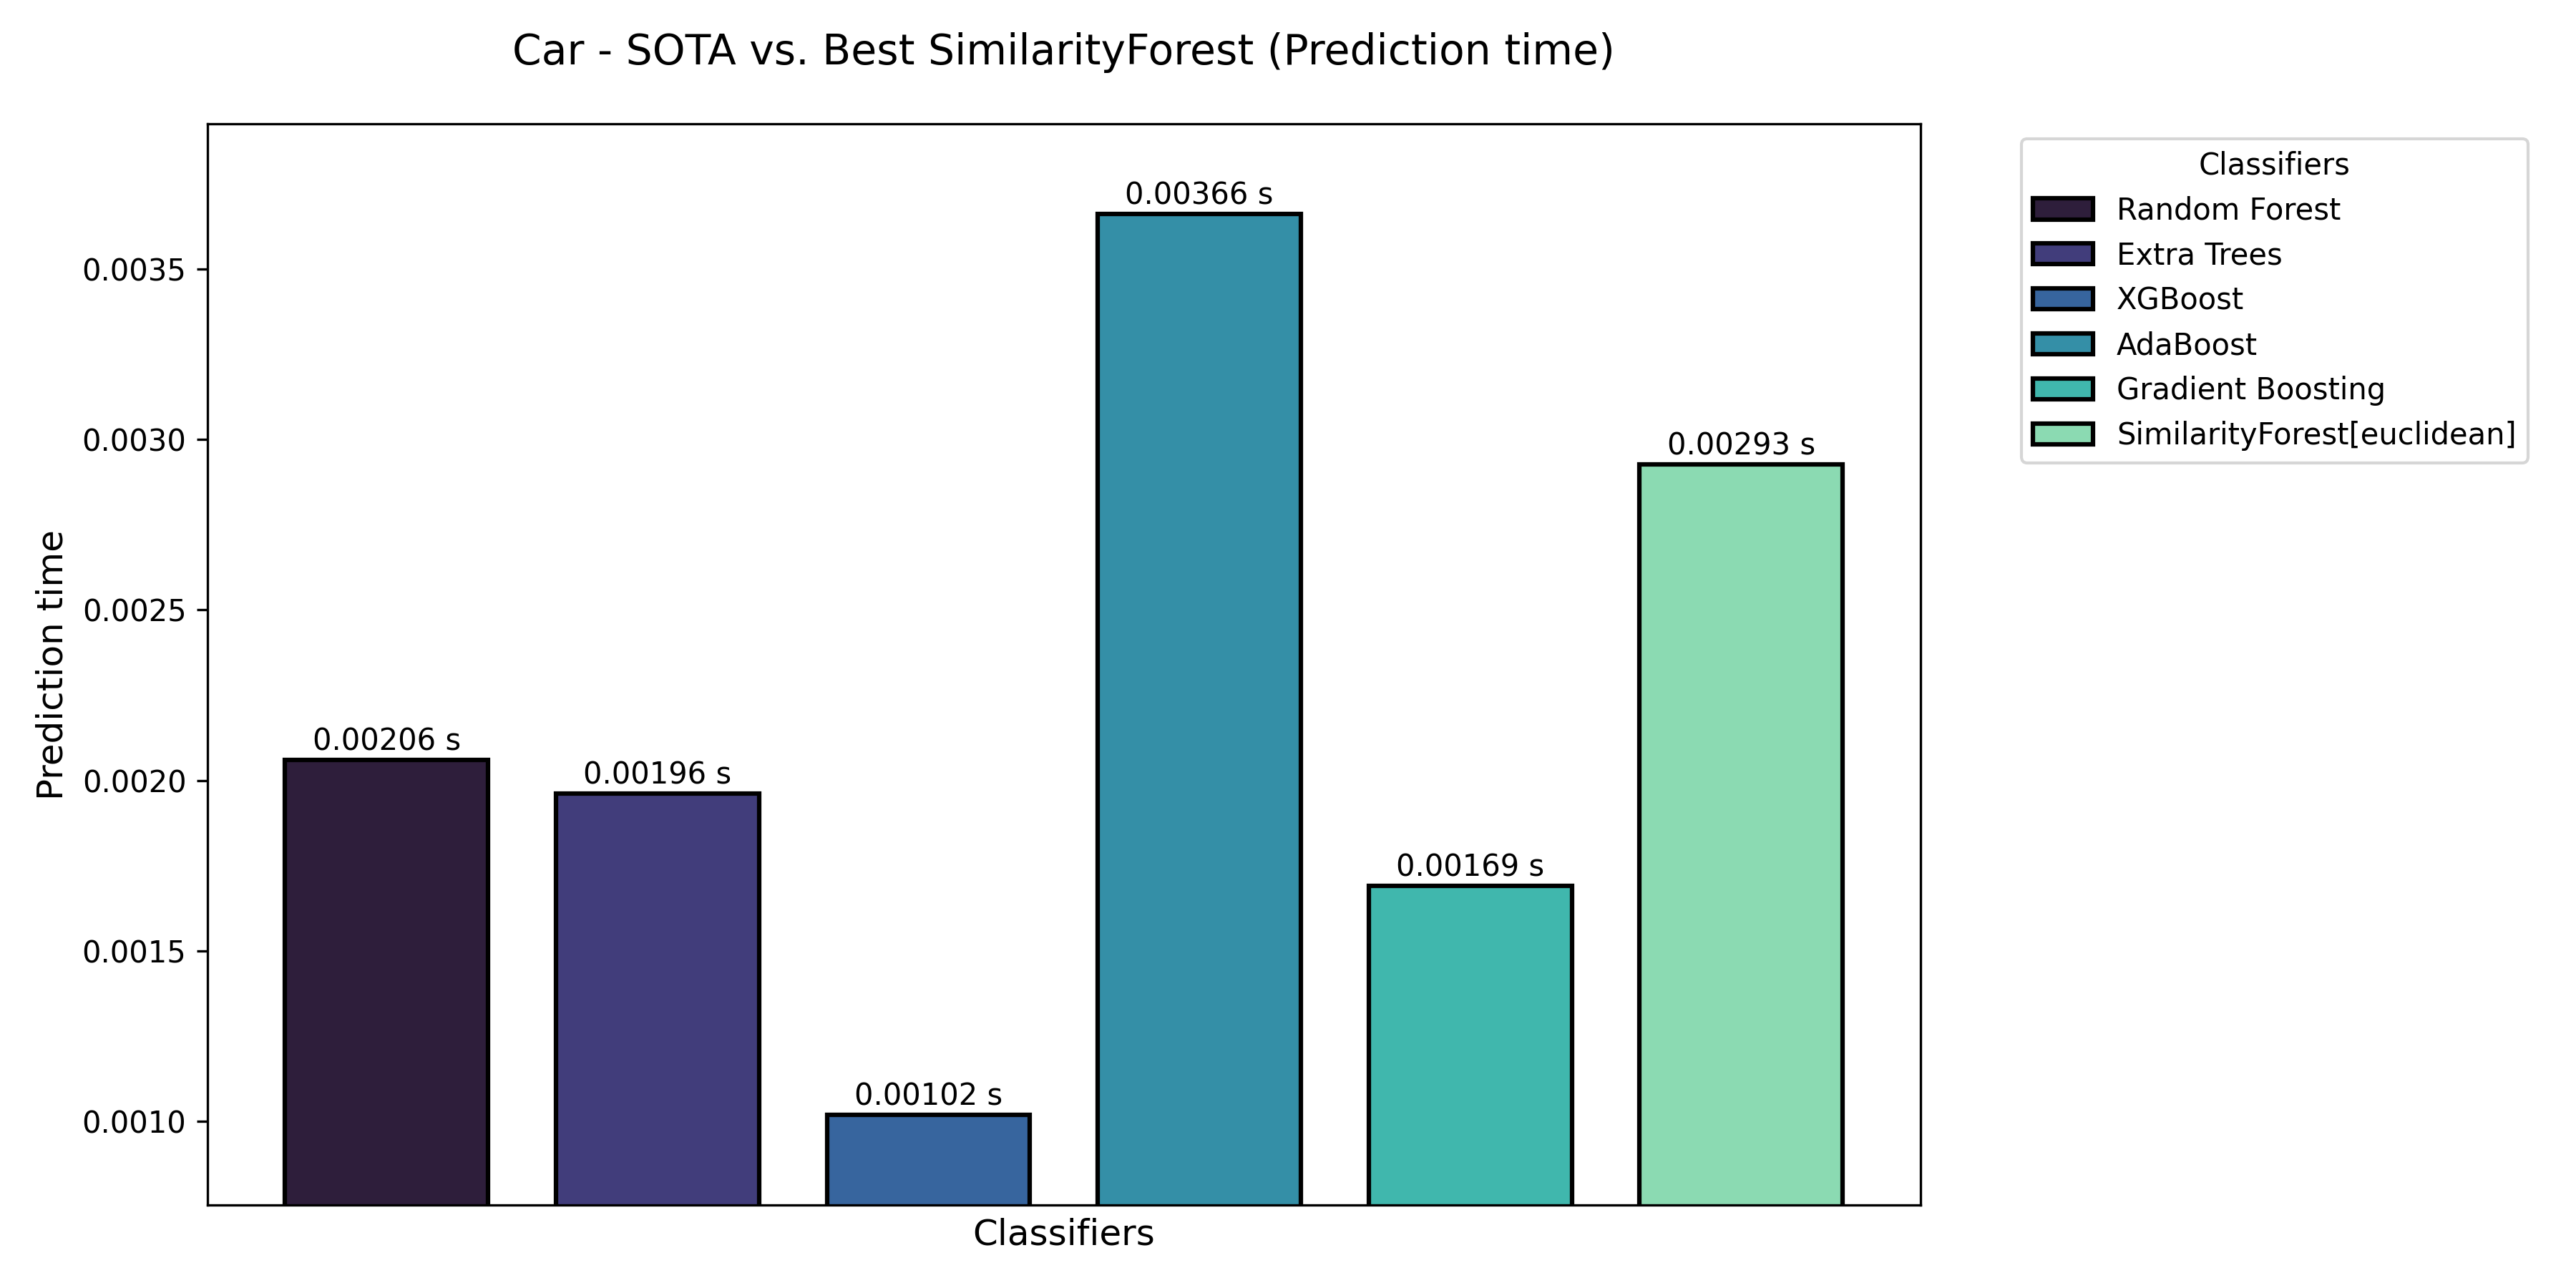 Car - SOTA vs. Best SimilarityForest (Prediction time)
Prediction time
0.0035
0.0030
0.0025
0.0020
0.0015
0.0010
0.00206 s
0.00196 s
0.00102 s
0.00366 s
0.00169 s
0.00293 s
Classifiers
Classifiers
Random Forest
Extra Trees
XGBoost
AdaBoost
Gradient Boosting
SimilarityForest[euclidean]